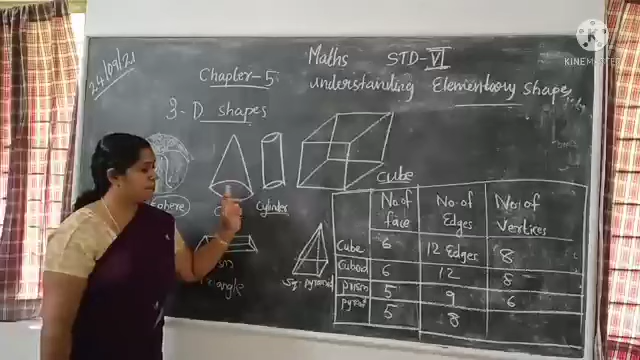 24/09/21
Maths STD-VI
Chapter-5 understanding Elementary shapes
3-D shapes
Cube
Cylinder
Sq. pyramid
No. of face No. of Edges No. of Vertices
Cube 6 12 Edges 8
Cuboid 6 12 8
prism 5 9 6
pyramid 5 8
KINEMASTER